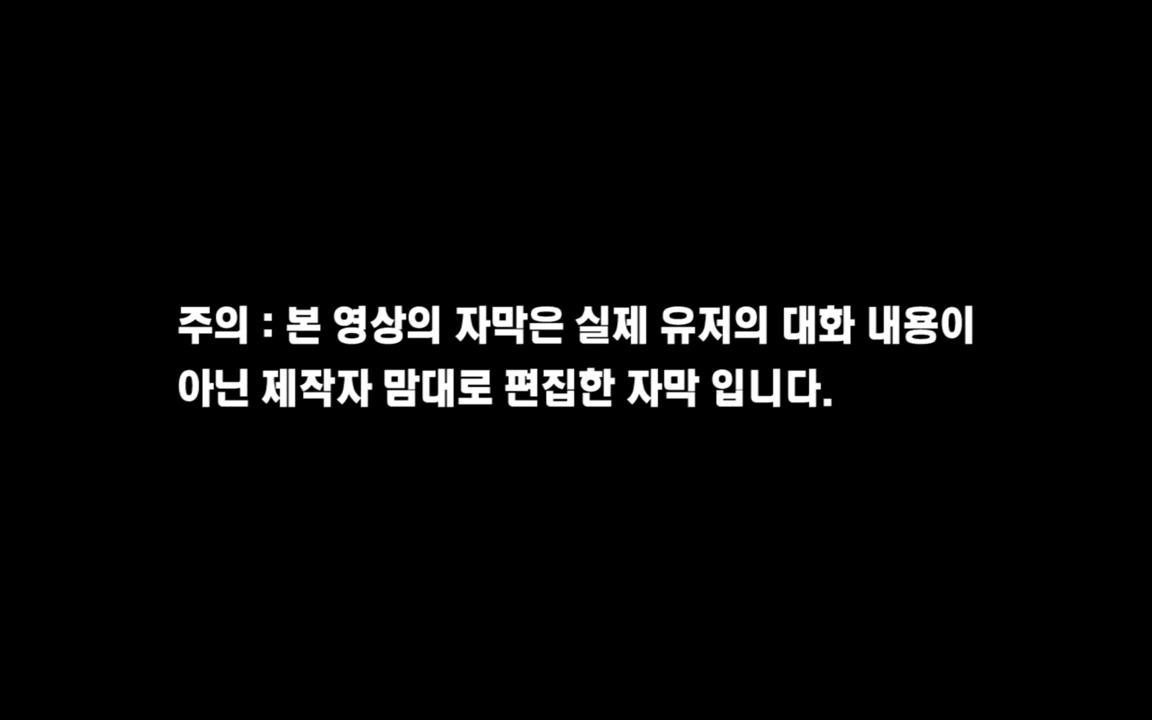 주의 : 본 영상의 자막은 실제 유저의 대화 내용이
아닌 제작자 맘대로 편집한 자막 입니다.